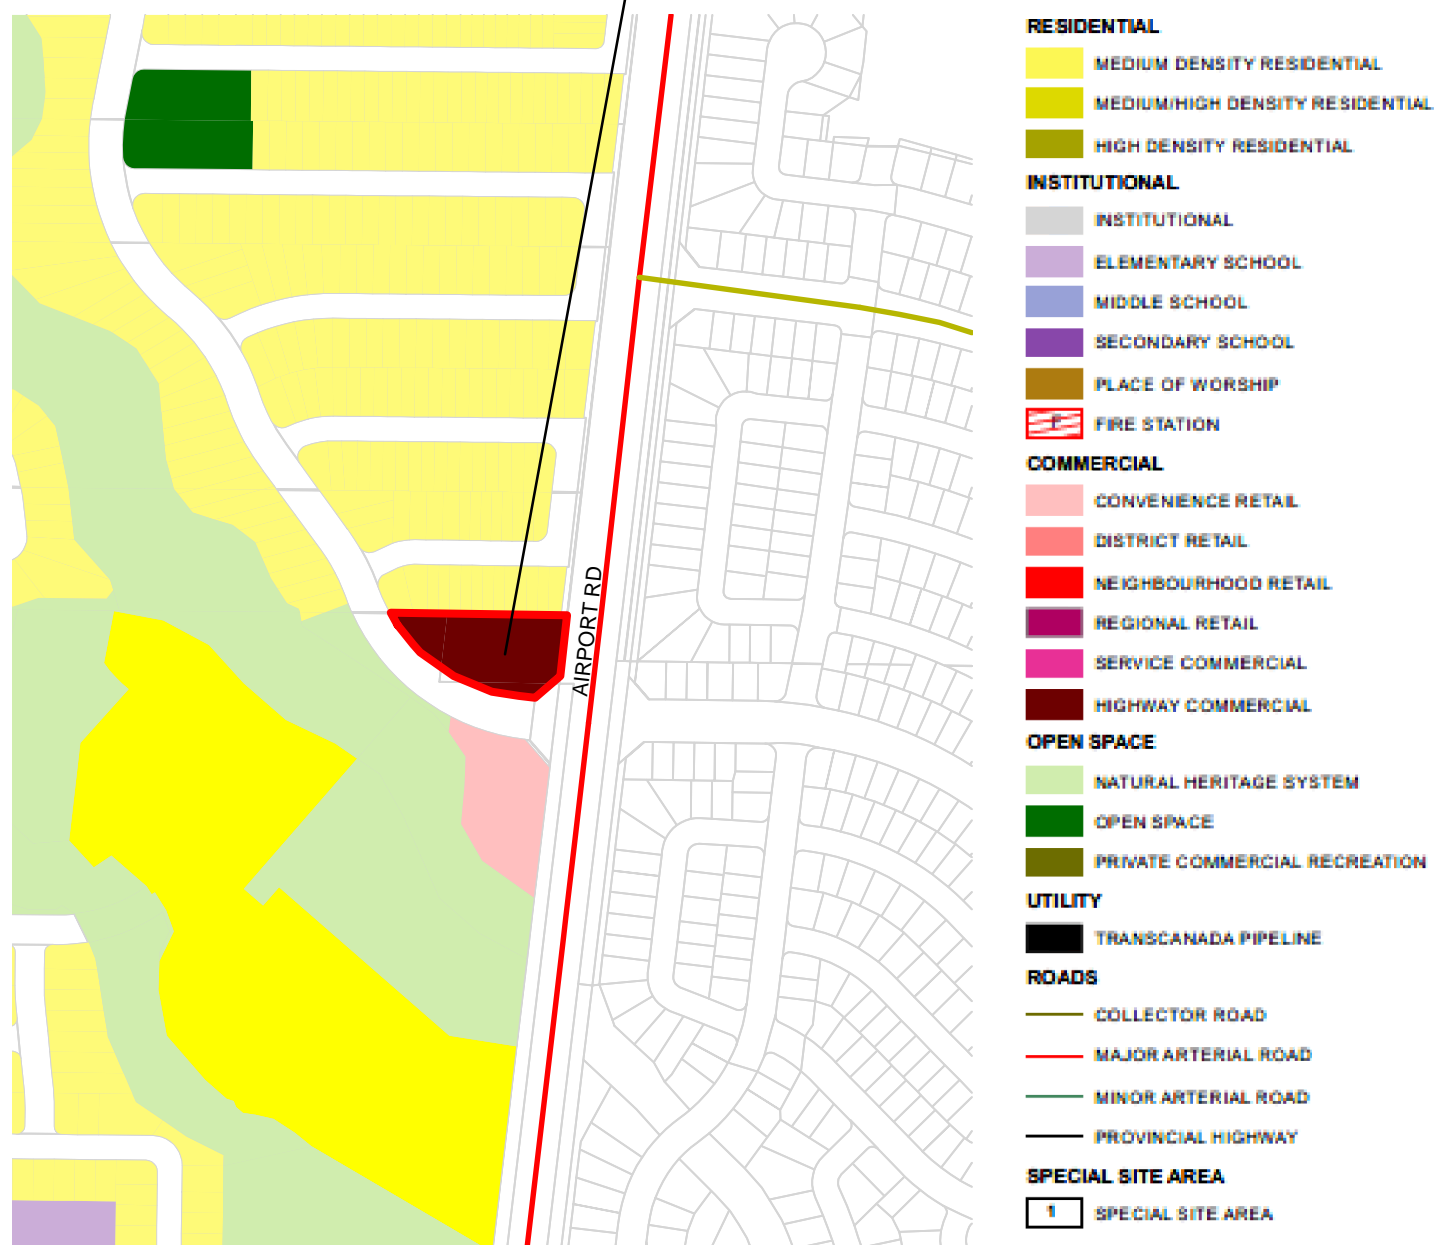 AIRPORT RD
RESIDENTIAL
MEDIUM DENSITY RESIDENTIAL
MEDIUM/HIGH DENSITY RESIDENTIAL
HIGH DENSITY RESIDENTIAL
INSTITUTIONAL
INSTITUTIONAL
ELEMENTARY SCHOOL
MIDDLE SCHOOL
SECONDARY SCHOOL
PLACE OF WORSHIP
F
FIRE STATION
COMMERCIAL
CONVENIENCE RETAIL
DISTRICT RETAIL
NEIGHBOURHOOD RETAIL
REGIONAL RETAIL
SERVICE COMMERCIAL
HIGHWAY COMMERCIAL
OPEN SPACE
NATURAL HERITAGE SYSTEM
OPEN SPACE
PRIVATE COMMERCIAL RECREATION
UTILITY
TRANSCANADA PIPELINE
ROADS
COLLECTOR ROAD
MAJOR ARTERIAL ROAD
MINOR ARTERIAL ROAD
PROVINCIAL HIGHWAY
SPECIAL SITE AREA
1
SPECIAL SITE AREA